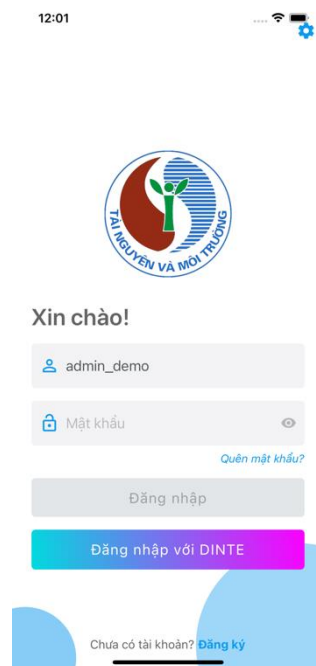 12:01
TÀI NGUYÊN VÀ MÔI TRƯỜNG
Xin chào!
admin_demo
Mật khẩu
Quên mật khẩu?
Đăng nhập
Đăng nhập với DINTE
Chưa có tài khoản? Đăng ký